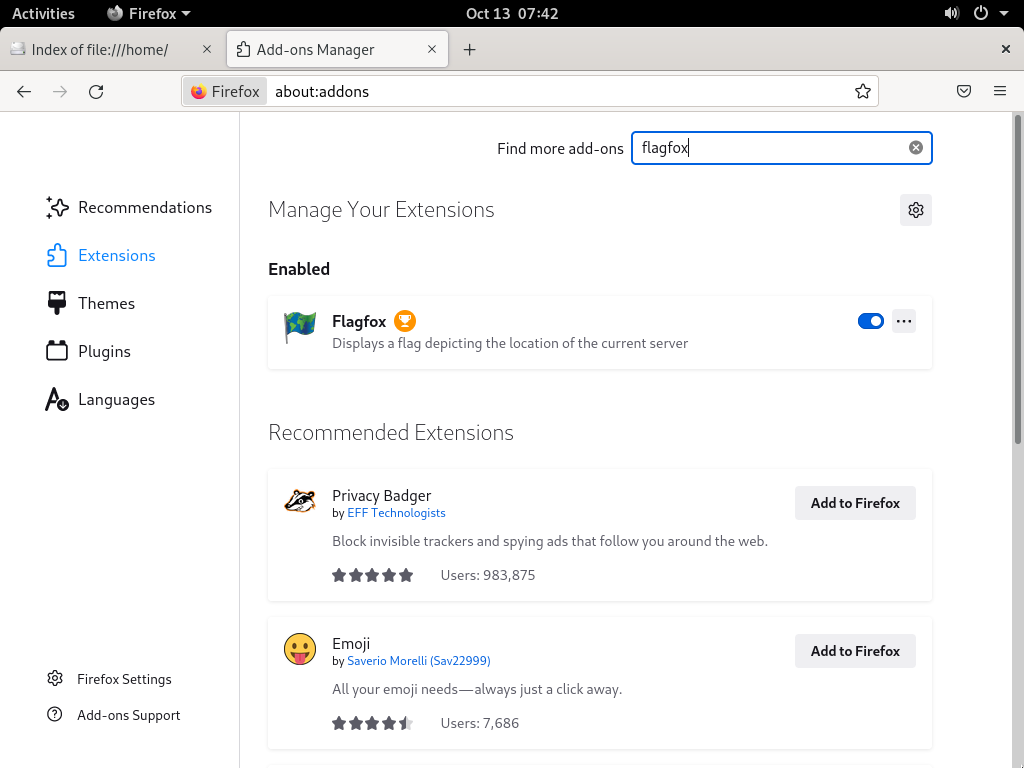 Activities Firefox Oct 13 07:42
Index of file:///home/ Add-ons Manager
Firefox about:addons
Find more add-ons flagfox
Recommendations
Extensions
Themes
Plugins
Languages
Firefox Settings
Add-ons Support
Manage Your Extensions
Enabled
Flagfox
Displays a flag depicting the location of the current server
Recommended Extensions
Privacy Badger
by EFF Technologists
Add to Firefox
Block invisible trackers and spying ads that follow you around the web.
Users: 983,875
Emoji
by Saverio Morelli (Sav22999)
Add to Firefox
All your emoji needs—always just a click away.
Users: 7,686